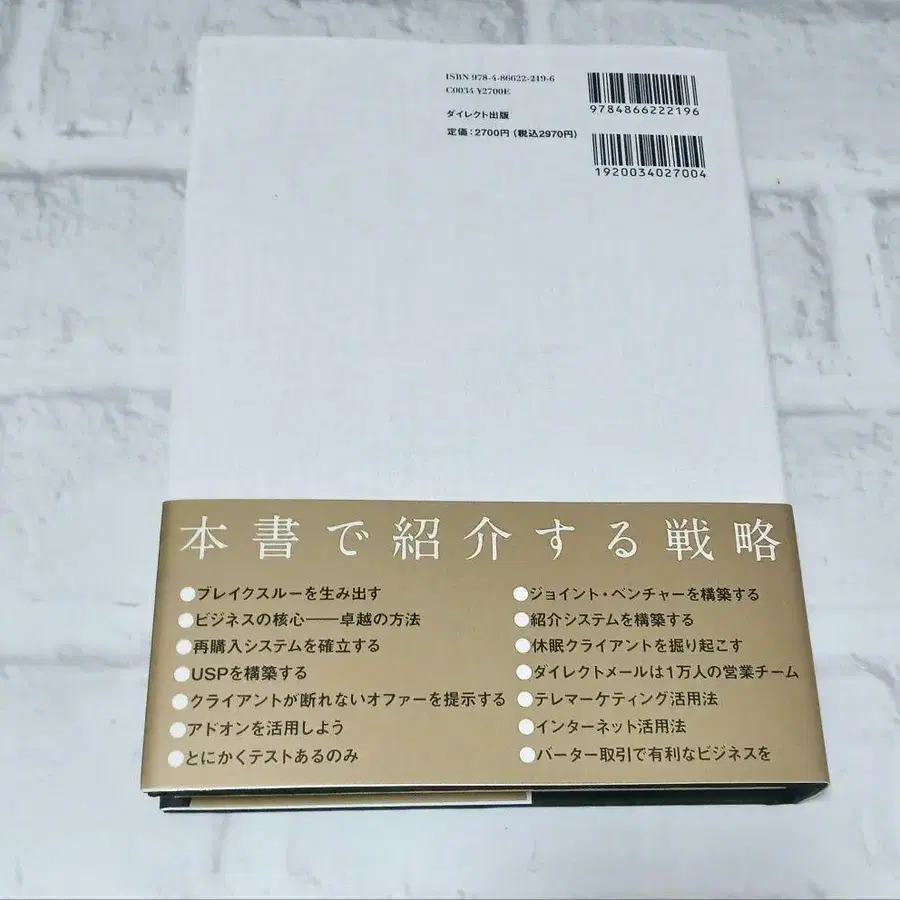 ISBN 978-4-86622-219-6
C0034 ¥2700E
ダイレクト出版
定価:2700円(税込2970円)
9784866222196
1920034027004
本書で紹介する戦略
●ブレイクスルーを生み出す
●ビジネスの核心──卓越の方法
●再購入システムを確立する
●USPを構築する
●クライアントが断れないオファーを提示する
●アドオンを活用しよう
●とにかくテストあるのみ
●ジョイント・ベンチャーを構築する
●紹介システムを構築する
●休眠クライアントを掘り起こす
●ダイレクトメールは1万人の営業チーム
●テレマーケティング活用法
●インターネット活用法
●バーター取引で有利なビジネスを